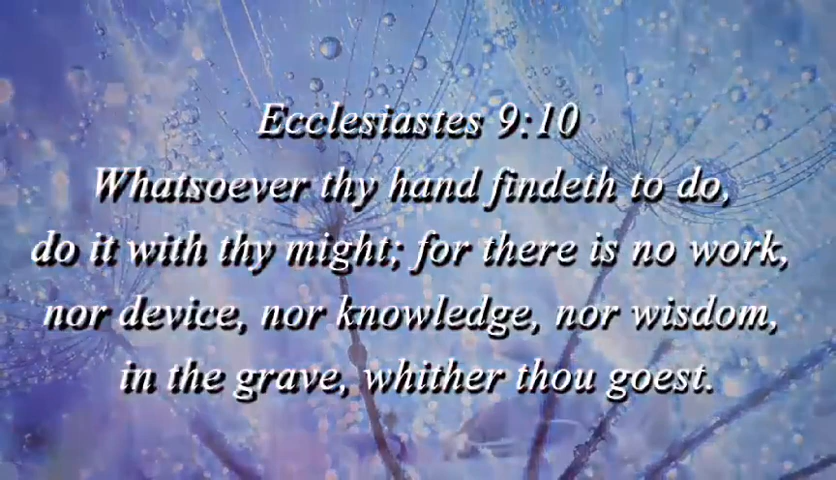 Ecclesiastes 9:10
Whatsoever thy hand findeth to do,
do it with thy might; for there is no work,
nor device, nor knowledge, nor wisdom,
in the grave, whither thou goest.